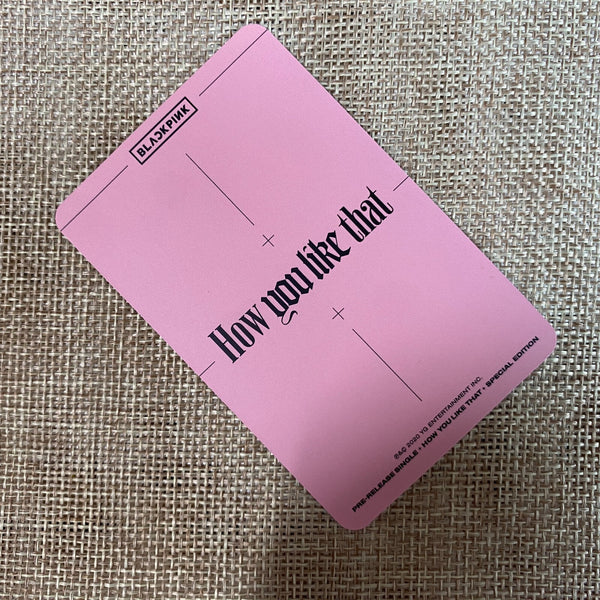 BLACKPINK
How you like that
℗&© 2020 YG ENTERTAINMENT INC.
PRE-RELEASE SINGLE + HOW YOU LIKE THAT + SPECIAL EDITION